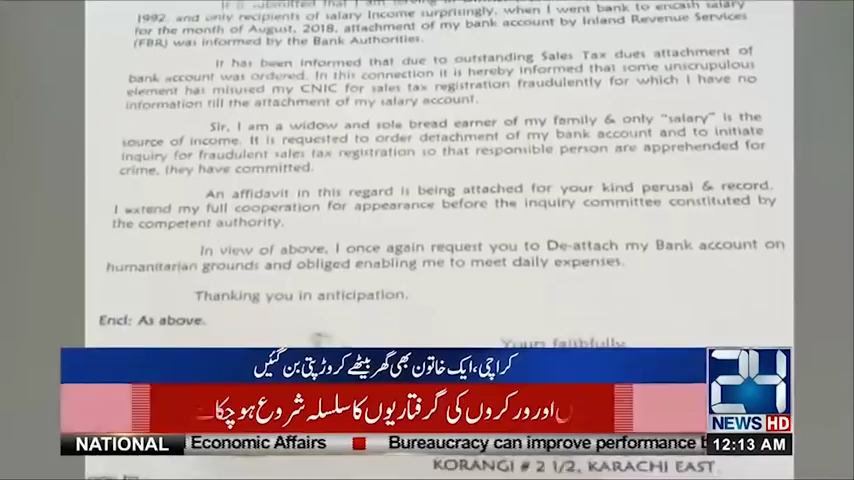 1992, and only recipients of salary Income surprisingly, when I went bank to encash salary
for the month of August, 2018, attachment of my bank account by Inland Revenue Services
(FBR) was informed by the Bank Authorities.
It has been informed that due to outstanding Sales Tax dues attachment of
bank account was ordered. In this connection it is hereby informed that some unscrupulous
element has misused my CNIC for sales tax registration fraudulently for which I have no
information till the attachment of my salary account.
Sir, I am a widow and sole bread earner of my family & only "salary" is the
source of income. It is requested to order detachment of my bank account and to initiate
inquiry for fraudulent sales tax registration so that responsible person are apprehended for
crime, they have committed.
An affidavit in this regard is being attached for your kind perusal & record.
I extend my full cooperation for appearance before the inquiry committee constituted by
the competent authority.
In view of above, I once again request you to De-attach my Bank account on
humanitarian grounds and obliged enabling me to meet daily expenses.
Thanking you in anticipation.
Encl: As above.
Yours faithfully,
کراچی، ایک خاتون بھی گھر بیٹھے کروڑ پتی بن گئیں
اور ورکروں کی گرفتاریوں کا سلسلہ شروع ہو چکا
24
NEWS HD
NATIONAL Economic Affairs Bureaucracy can improve performance 12:13 AM
KORANGI # 2 1/2, KARACHI EAST